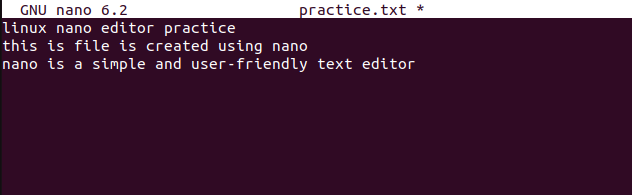 GNU nano 6.2 practice.txt *
linux nano editor practice
this is file is created using nano
nano is a simple and user-friendly text editor